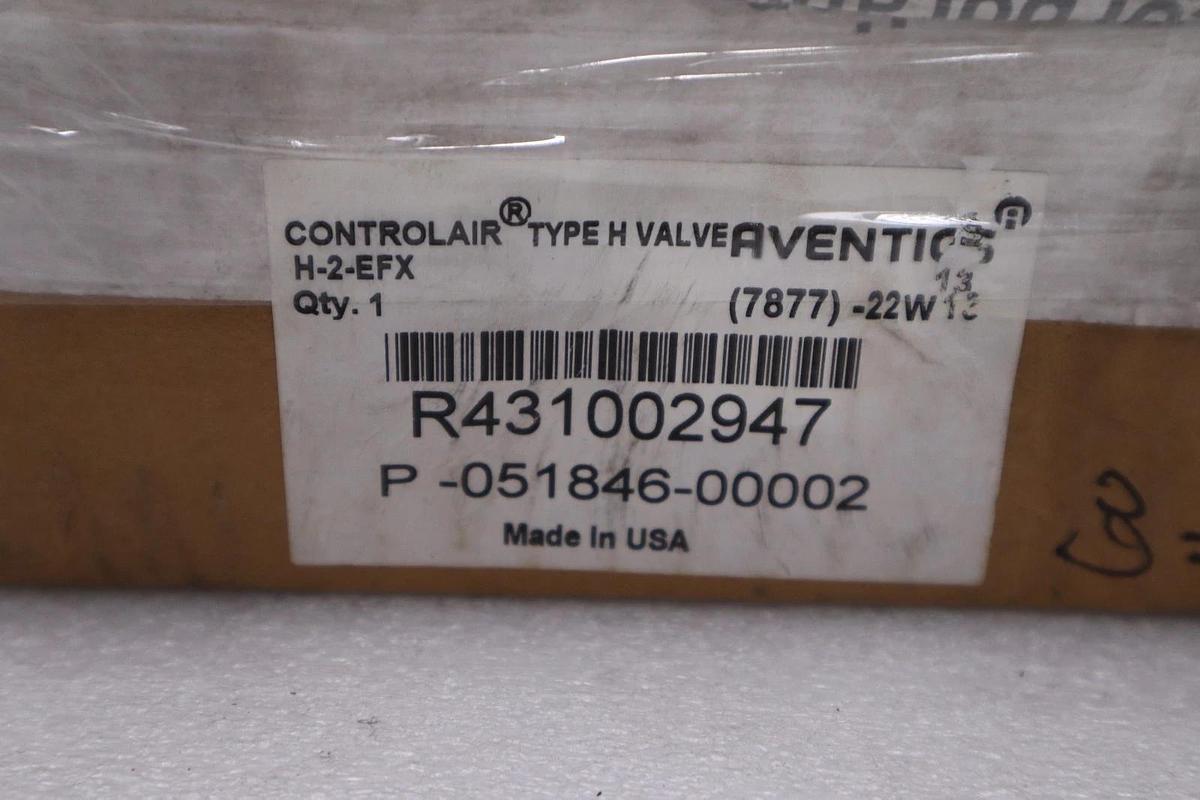 CONTROLAIR® TYPE H VALVE AVENTICS
H-2-EFX
Qty. 1
(7877) -22W13
R431002947
P -051846-00002
Made In USA